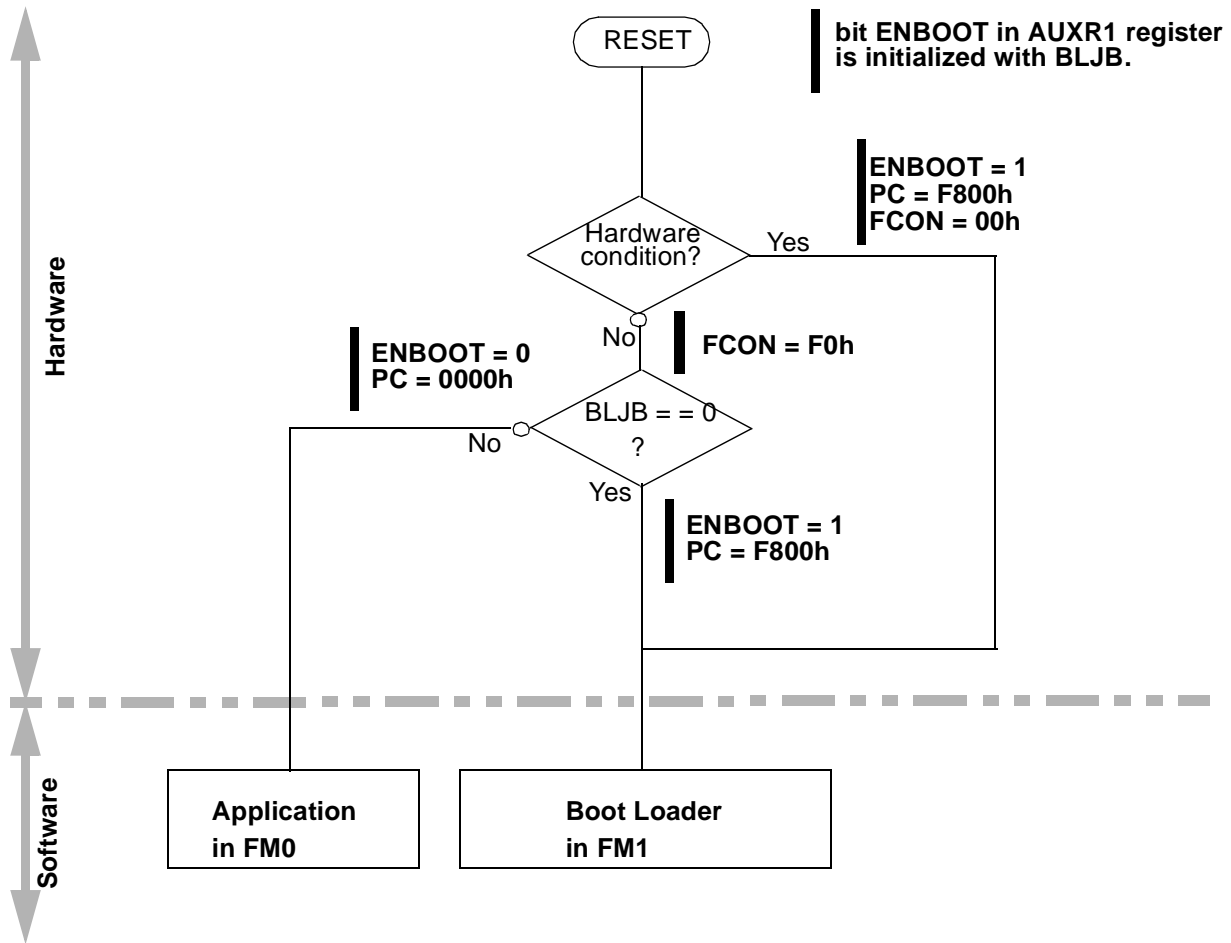 RESET
bit ENBOOT in AUXR1 register
is initialized with BLJB.
ENBOOT = 1
PC = F800h
FCON = 00h
Hardware
condition?
Yes
No
FCON = F0h
Hardware
ENBOOT = 0
PC = 0000h
BLJB = = 0
?
No
Yes
ENBOOT = 1
PC = F800h
Software
Application
in FM0
Boot Loader
in FM1